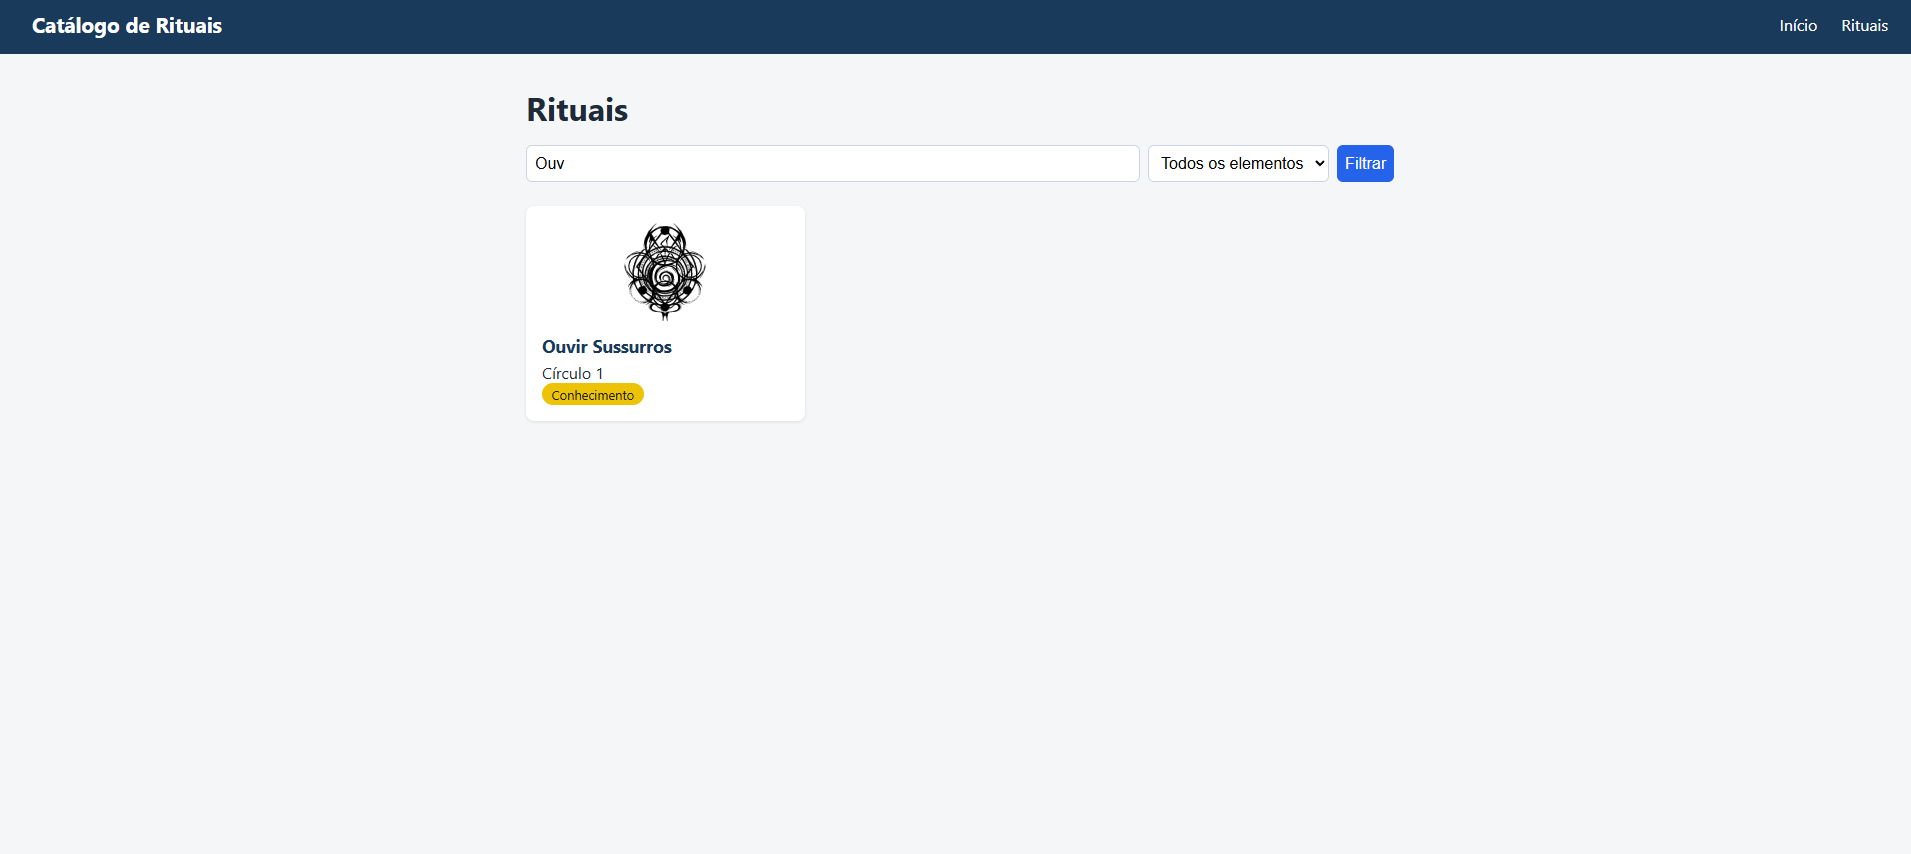 Catálogo de Rituais
Início
Rituais
Rituais
Ouv
Todos os elementos
Filtrar
Ouvir Sussurros
Círculo 1
Conhecimento